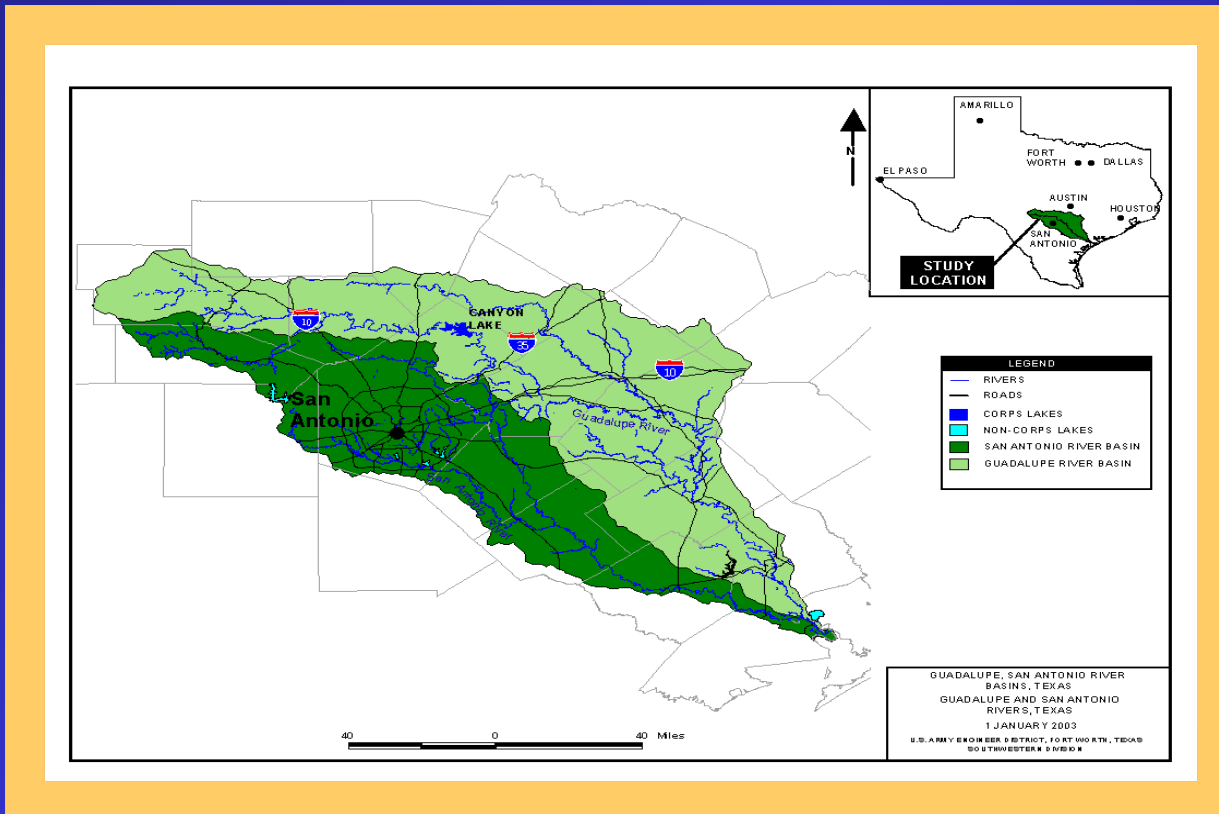 AMARILLO
FORT
WORTH
DALLAS
EL PASO
AUSTIN
HOUSTON
SAN
ANTONIO
STUDY
LOCATION
N
CANYON
LAKE
10
35
10
San
Antonio
Guadalupe River
San Antonio River
LEGEND
RIVERS
ROADS
CORPS LAKES
NON-CORPS LAKES
SAN ANTONIO RIVER BASIN
GUADALUPE RIVER BASIN
40 0 40 Miles
GUADALUPE, SAN ANTONIO RIVER
BASINS, TEXAS
GUADALUPE AND SAN ANTONIO
RIVERS, TEXAS
1 JANUARY 2003
U.S. ARMY ENGINEER DISTRICT, FORT WORTH, TEXAS
SOUTHWESTERN DIVISION